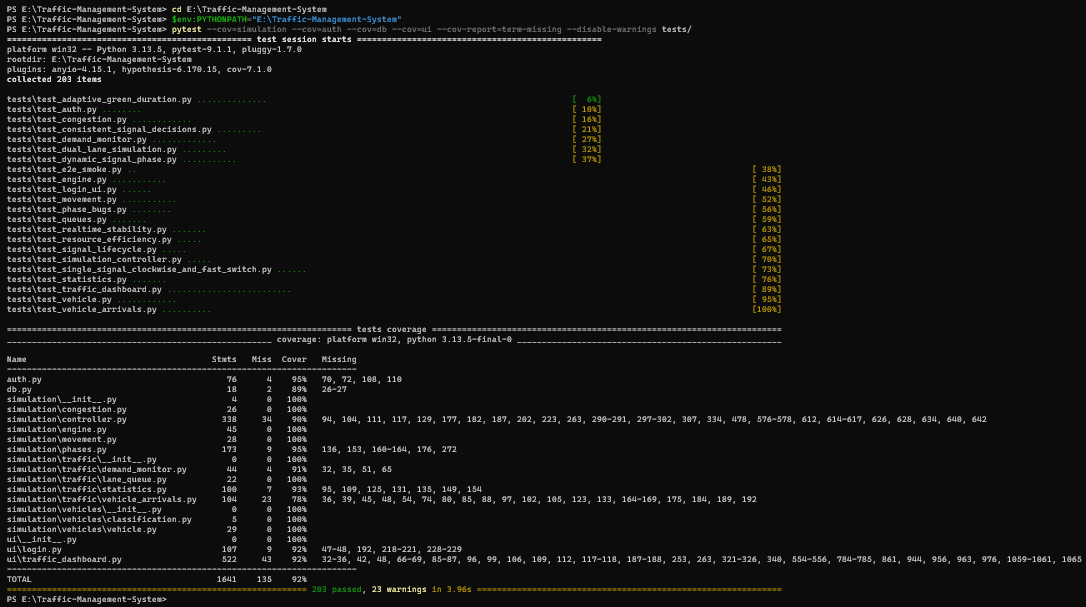 PS E:\Traffic-Management-System> cd E:\Traffic-Management-System
PS E:\Traffic-Management-System> $env:PYTHONPATH="E:\Traffic-Management-System"
PS E:\Traffic-Management-System> pytest --cov=simulation --cov=auth --cov=db --cov=ui --cov-report=term-missing --disable-warnings tests/
================================================= test session starts =================================================
platform win32 -- Python 3.13.5, pytest-9.1.1, pluggy-1.7.0
rootdir: E:\Traffic-Management-System
plugins: anyio-4.15.1, hypothesis-6.170.15, cov-7.1.0
collected 203 items
tests\test_adaptive_green_duration.py .............. [  6%]
tests\test_auth.py ........ [ 10%]
tests\test_congestion.py ............ [ 16%]
tests\test_consistent_signal_decisions.py ......... [ 21%]
tests\test_demand_monitor.py ............. [ 27%]
tests\test_dual_lane_simulation.py ......... [ 32%]
tests\test_dynamic_signal_phase.py ........... [ 37%]
tests\test_e2e_smoke.py .. [ 38%]
tests\test_engine.py ........... [ 43%]
tests\test_login_ui.py ...... [ 46%]
tests\test_movement.py ........... [ 52%]
tests\test_phase_bugs.py ........ [ 56%]
tests\test_queues.py ....... [ 59%]
tests\test_realtime_stability.py ....... [ 63%]
tests\test_resource_efficiency.py ..... [ 65%]
tests\test_signal_lifecycle.py ..... [ 67%]
tests\test_simulation_controller.py ..... [ 70%]
tests\test_single_signal_clockwise_and_fast_switch.py ...... [ 73%]
tests\test_statistics.py ....... [ 76%]
tests\test_traffic_dashboard.py ......................... [ 89%]
tests\test_vehicle.py ............ [ 95%]
tests\test_vehicle_arrivals.py .......... [100%]
===================================================================== tests coverage ======================================================================
_____________________________________________________ coverage: platform win32, python 3.13.5-final-0 _____________________________________________________
Name Stmts Miss Cover Missing
----------------------------------------------------------------------
auth.py 76 4 95% 70, 72, 108, 110
db.py 18 2 89% 26-27
simulation\__init__.py 4 0 100%
simulation\congestion.py 26 0 100%
simulation\controller.py 338 34 90% 94, 104, 111, 117, 129, 177, 182, 187, 202, 223, 263, 290-291, 297-302, 307, 334, 478, 576-578, 612, 614-617, 626, 628, 634, 640, 642
simulation\engine.py 45 0 100%
simulation\movement.py 28 0 100%
simulation\phases.py 173 9 95% 136, 153, 160-164, 176, 272
simulation\traffic\__init__.py 0 0 100%
simulation\traffic\demand_monitor.py 44 4 91% 32, 35, 51, 65
simulation\traffic\lane_queue.py 22 0 100%
simulation\traffic\statistics.py 100 7 93% 95, 109, 125, 131, 135, 149, 154
simulation\traffic\vehicle_arrivals.py 104 23 78% 36, 39, 45, 48, 54, 74, 80, 85, 88, 97, 102, 105, 123, 133, 164-169, 175, 184, 189, 192
simulation\vehicles\__init__.py 0 0 100%
simulation\vehicles\classification.py 5 0 100%
simulation\vehicles\vehicle.py 29 0 100%
ui\__init__.py 0 0 100%
ui\login.py 107 9 92% 47-48, 192, 218-221, 228-229
ui\traffic_dashboard.py 522 43 92% 32-36, 42, 48, 66-69, 85-87, 96, 99, 106, 109, 112, 117-118, 187-188, 253, 263, 321-326, 340, 554-556, 784-785, 861, 944, 956, 963, 976, 1059-1061, 1065
----------------------------------------------------------------------
TOTAL 1641 135 92%
============================================================ 203 passed, 23 warnings in 3.96s =============================================================
PS E:\Traffic-Management-System>